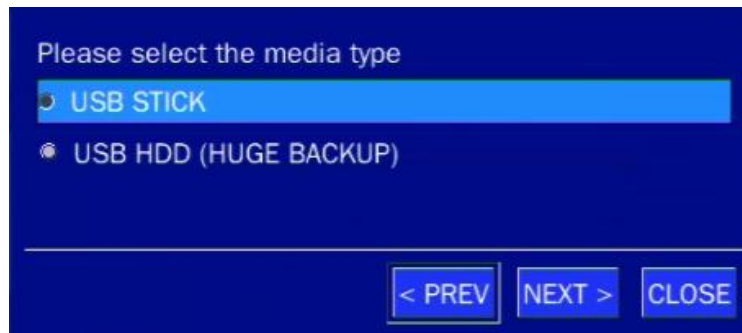 Please select the media type
USB STICK
USB HDD (HUGE BACKUP)
< PREV NEXT > CLOSE